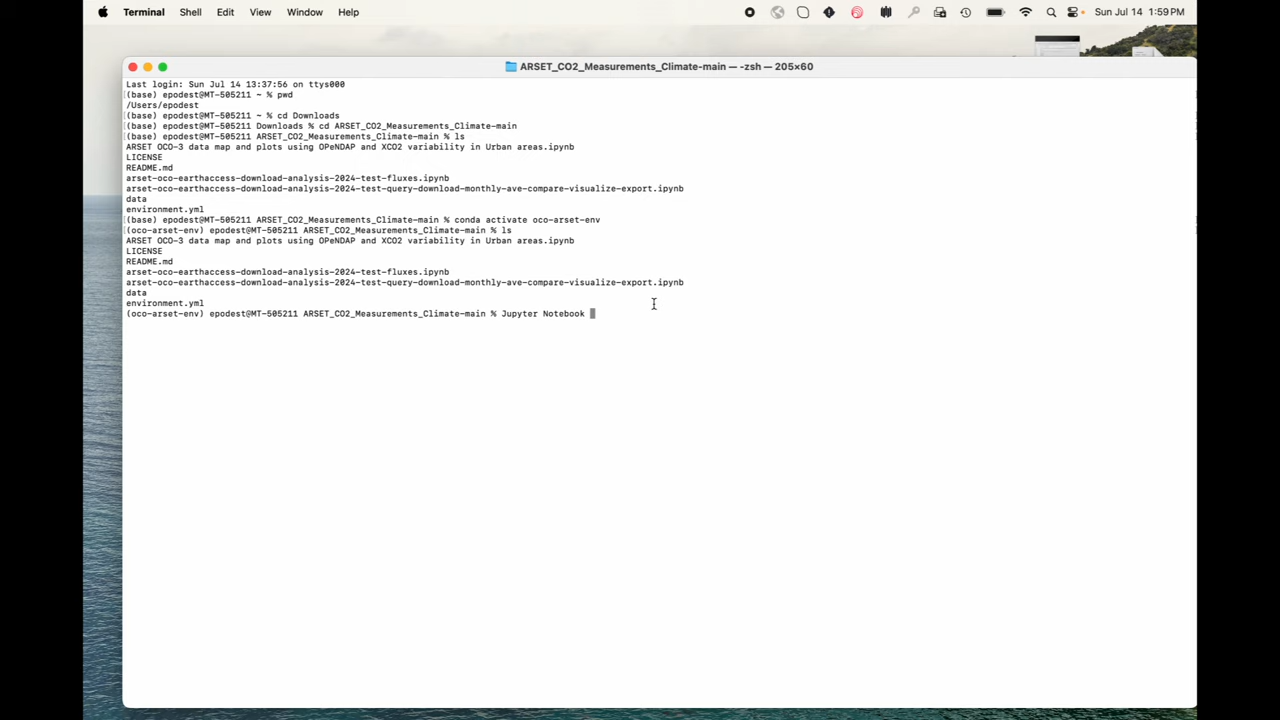 Terminal Shell Edit View Window Help Sun Jul 14 1:59 PM
ARSET_CO2_Measurements_Climate-main — -zsh — 205×60
Last login: Sun Jul 14 13:37:56 on ttys000
[(base) epodest@MT-505211 ~ % pwd
/Users/epodest
[(base) epodest@MT-505211 ~ % cd Downloads
[(base) epodest@MT-505211 Downloads % cd ARSET_CO2_Measurements_Climate-main
[(base) epodest@MT-505211 ARSET_CO2_Measurements_Climate-main % ls
ARSET OCO-3 data map and plots using OPeNDAP and XCO2 variability in Urban areas.ipynb
LICENSE
README.md
arset-oco-earthaccess-download-analysis-2024-test-fluxes.ipynb
arset-oco-earthaccess-download-analysis-2024-test-query-download-monthly-ave-compare-visualize-export.ipynb
data
environment.yml
[(base) epodest@MT-505211 ARSET_CO2_Measurements_Climate-main % conda activate oco-arset-env
[(oco-arset-env) epodest@MT-505211 ARSET_CO2_Measurements_Climate-main % ls
ARSET OCO-3 data map and plots using OPeNDAP and XCO2 variability in Urban areas.ipynb
LICENSE
README.md
arset-oco-earthaccess-download-analysis-2024-test-fluxes.ipynb
arset-oco-earthaccess-download-analysis-2024-test-query-download-monthly-ave-compare-visualize-export.ipynb
data
environment.yml
(oco-arset-env) epodest@MT-505211 ARSET_CO2_Measurements_Climate-main % Jupyter Notebook